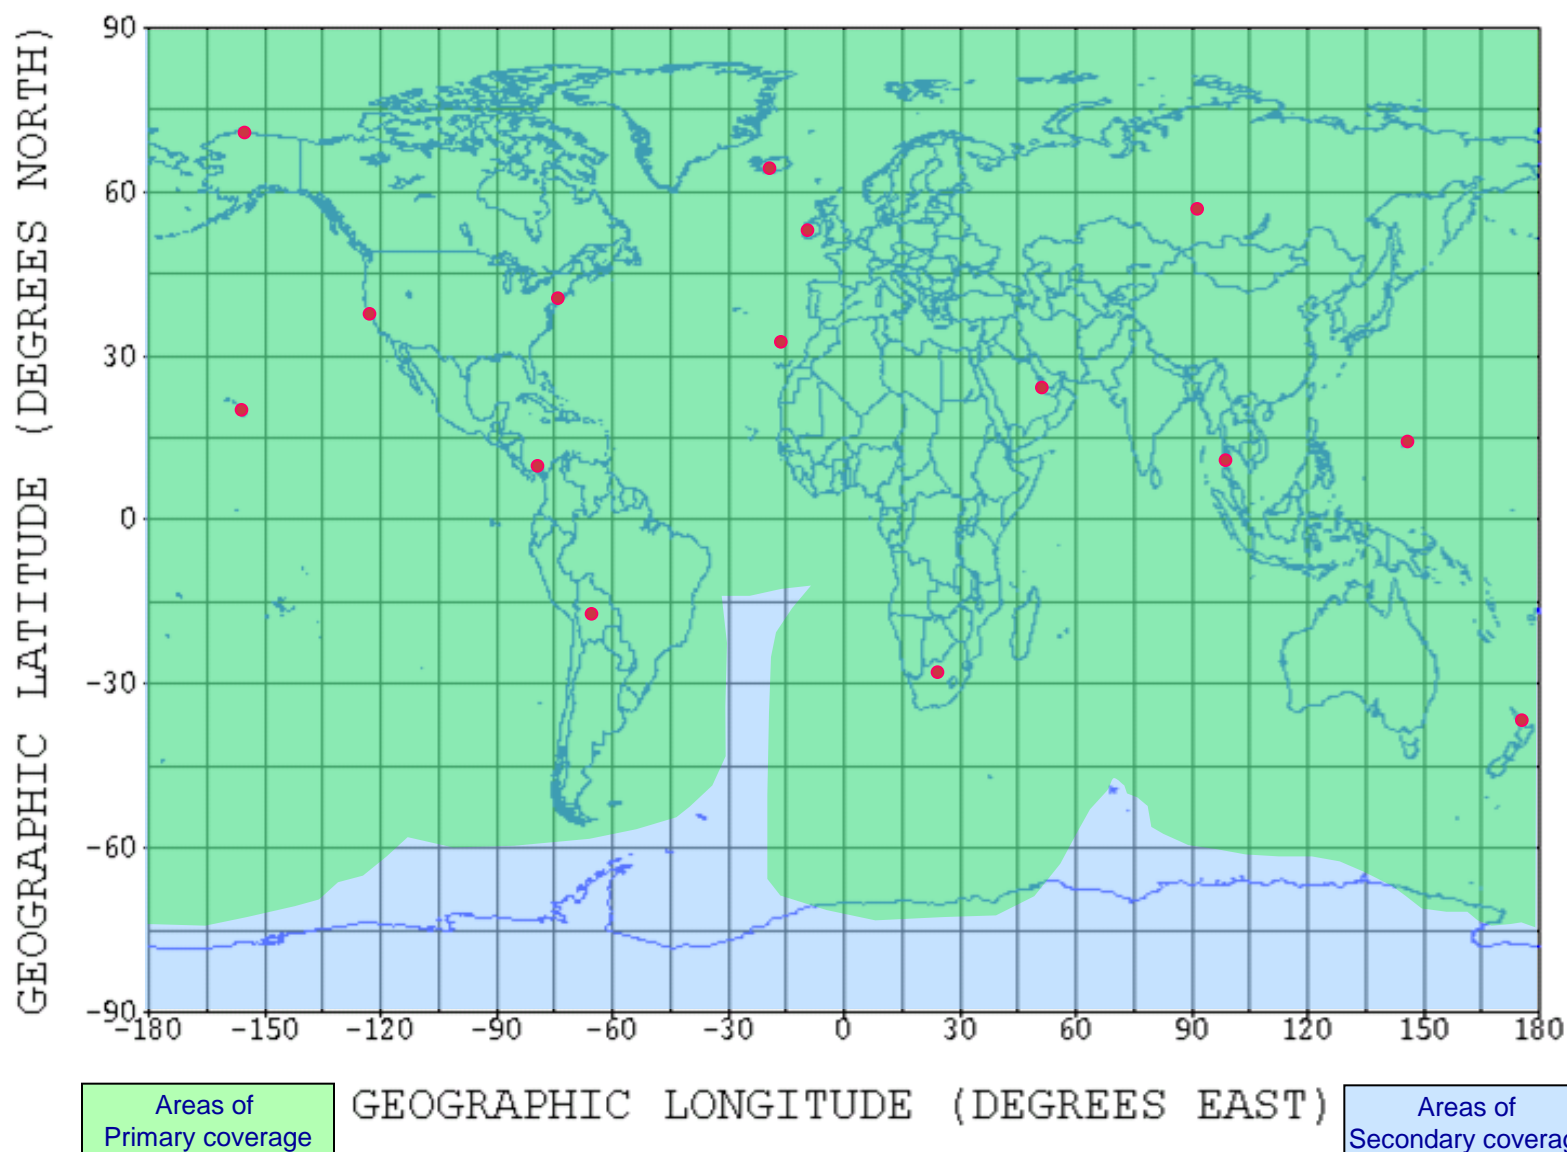 GEOGRAPHIC LATITUDE (DEGREES NORTH)
90
60
30
0
-30
-60
-90
-180 -150 -120 -90 -60 -30 0 30 60 90 120 150 180
GEOGRAPHIC LONGITUDE (DEGREES EAST)
Areas of
Primary coverage
Areas of
Secondary coverag